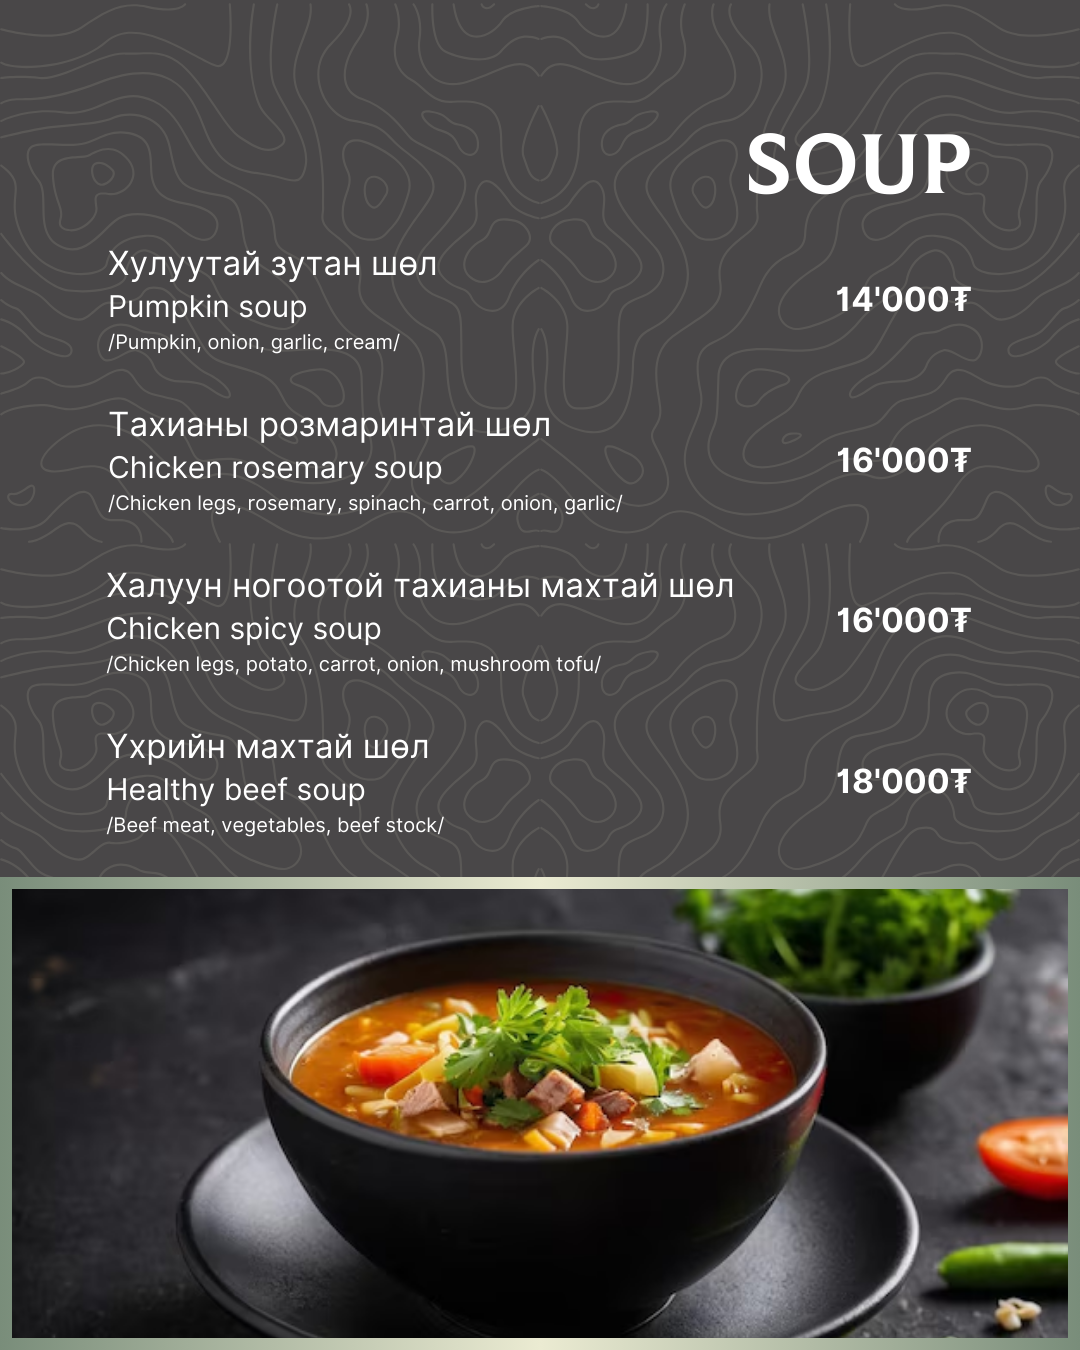 SOUP
Хулуутай зутан шөл
Pumpkin soup
14'000₮
/Pumpkin, onion, garlic, cream/
Тахианы розмаринтай шөл
Chicken rosemary soup
16'000₮
/Chicken legs, rosemary, spinach, carrot, onion, garlic/
Халуун ногоотой тахианы махтай шөл
Chicken spicy soup
16'000₮
/Chicken legs, potato, carrot, onion, mushroom tofu/
Үхрийн махтай шөл
Healthy beef soup
18'000₮
/Beef meat, vegetables, beef stock/